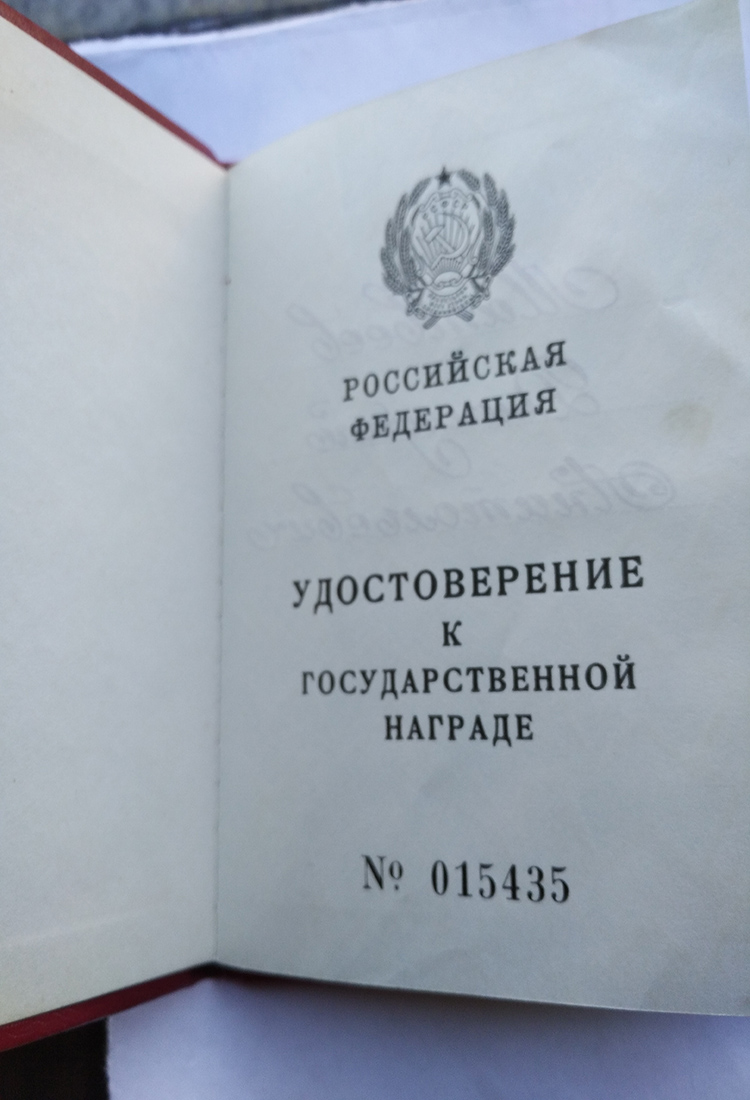 РОССИЙСКАЯ
ФЕДЕРАЦИЯ
УДОСТОВЕРЕНИЕ
К
ГОСУДАРСТВЕННОЙ
НАГРАДЕ
№ 015435